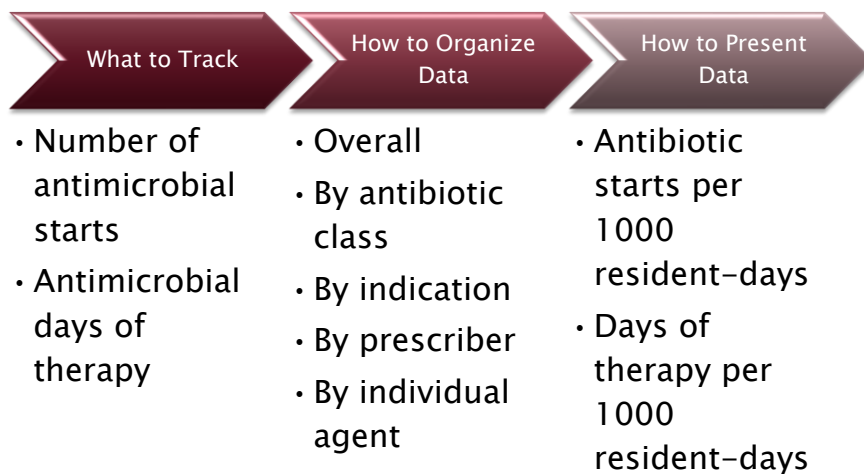 What to Track
How to Organize
Data
How to Present
Data
• Number of
antimicrobial
starts
• Antimicrobial
days of
therapy
• Overall
• By antibiotic
class
• By indication
• By prescriber
• By individual
agent
• Antibiotic
starts per
1000
resident-days
• Days of
therapy per
1000
resident-days